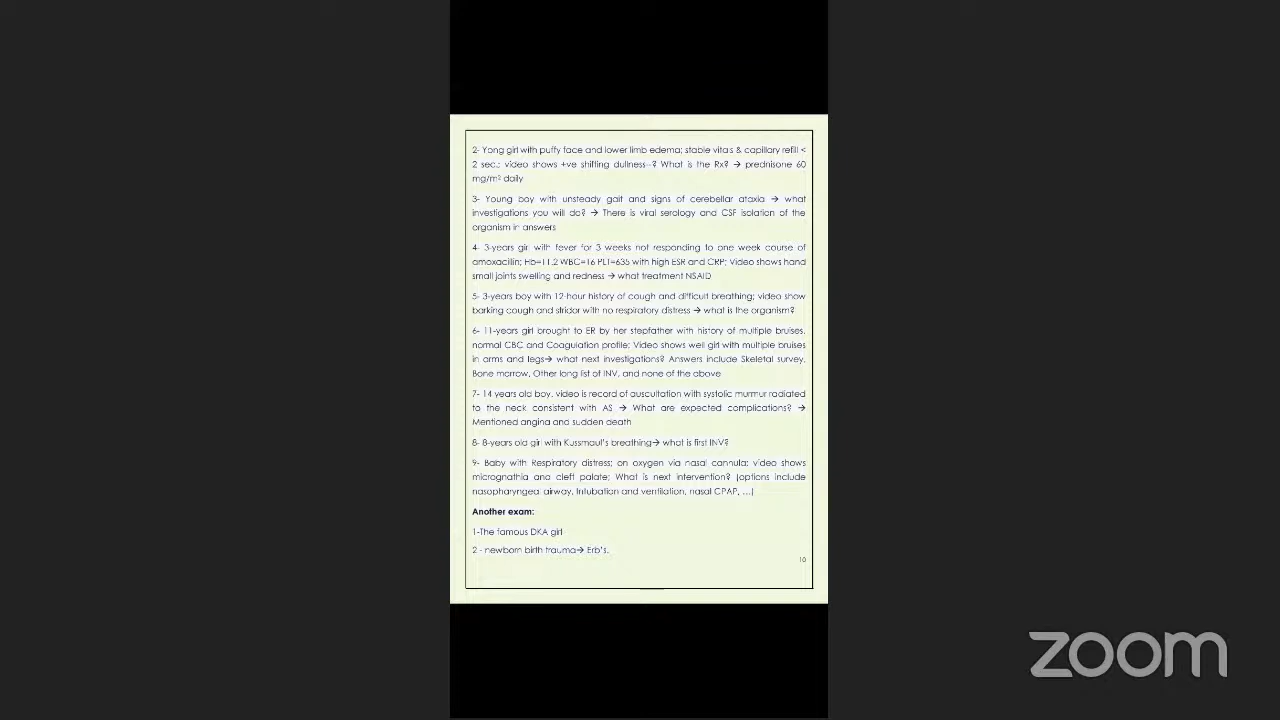 2- Yong girl with puffy face and lower limb edema; stable vitals & capillary refill <
2 sec.; video shows +ve shifting dullness--? What is the Rx? → prednisone 60
mg/m² daily
3- Young boy with unsteady gait and signs of cerebellar ataxia → what
investigations you will do? → There is viral serology and CSF isolation of the
organism in answers
4- 3-years girl with fever for 3 weeks not responding to one week course of
amoxacillin; Hb=11.2 WBC=16 PLT=635 with high ESR and CRP; Video shows hand
small joints swelling and redness → what treatment NSAID
5- 3-years boy with 12-hour history of cough and difficult breathing; video show
barking cough and stridor with no respiratory distress → what is the organism?
6- 11-years girl brought to ER by her stepfather with history of multiple bruises.
normal CBC and Coagulation profile; Video shows well girl with multiple bruises
in arms and legs→ what next investigations? Answers include Skeletal survey,
Bone marrow, Other long list of INV, and none of the above
7- 14 years old boy. video is record of auscultation with systolic murmur radiated
to the neck consistent with AS → What are expected complications? →
Mentioned angina and sudden death
8- 8-years old girl with Kussmaul's breathing→ what is first INV?
9- Baby with Respiratory distress; on oxygen via nasal cannula; video shows
micrognathia and cleft palate; What is next intervention? (options include
nasopharyngeal airway, Intubation and ventilation, nasal CPAP, ...)
Another exam:
1-The famous DKA girl
2 - newborn birth trauma→ Erb's.
10
zoom